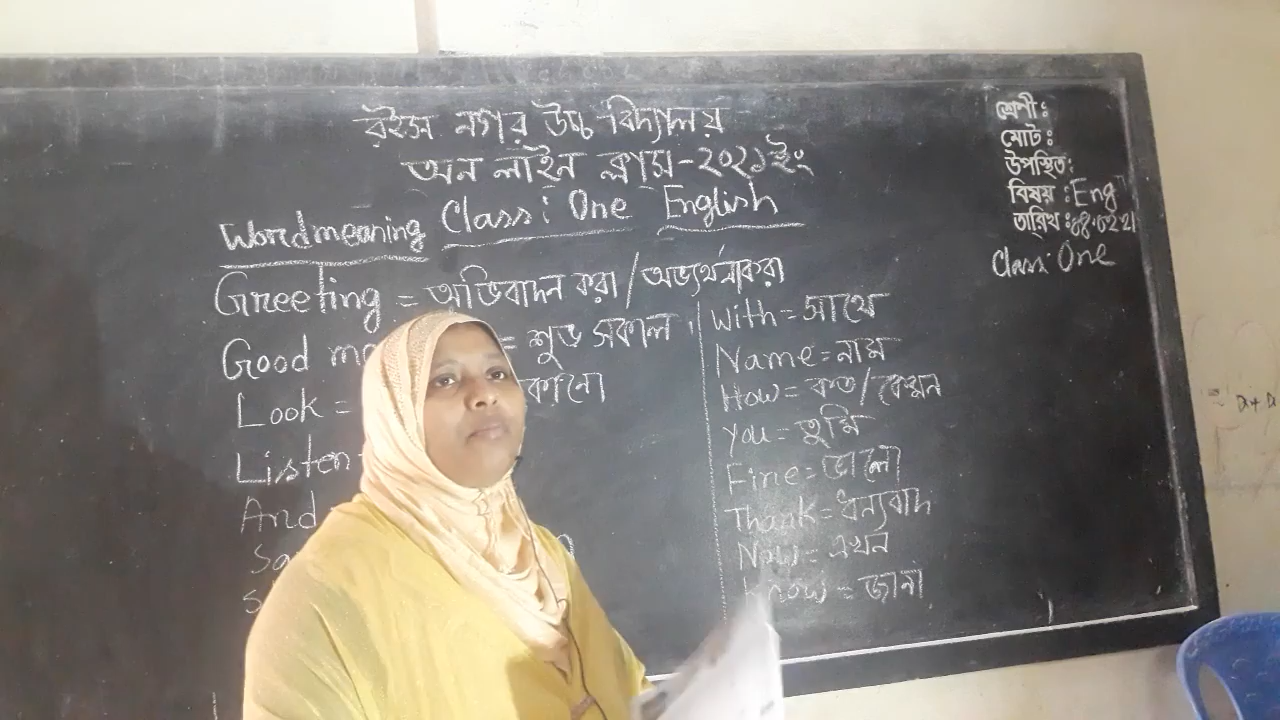 রইস নগর উচ্চ বিদ্যালয়
অন লাইন ক্লাস-২০২১ইং
Class: One English
Word meaning
Greeting = অভিবাদন করা / অভ্যর্থনা করা
Good = শুভ সকাল
Look =
Listen
And
With = সাথে
Name = নাম
How = কত/কেমন
You = তুমি
Fine = ভালো
Thank = ধন্যবাদ
Now = এখন
Know = জানা
শ্রেণী:
মোট:
উপস্থিত:
বিষয় : Eng
তারিখ:
Class: One